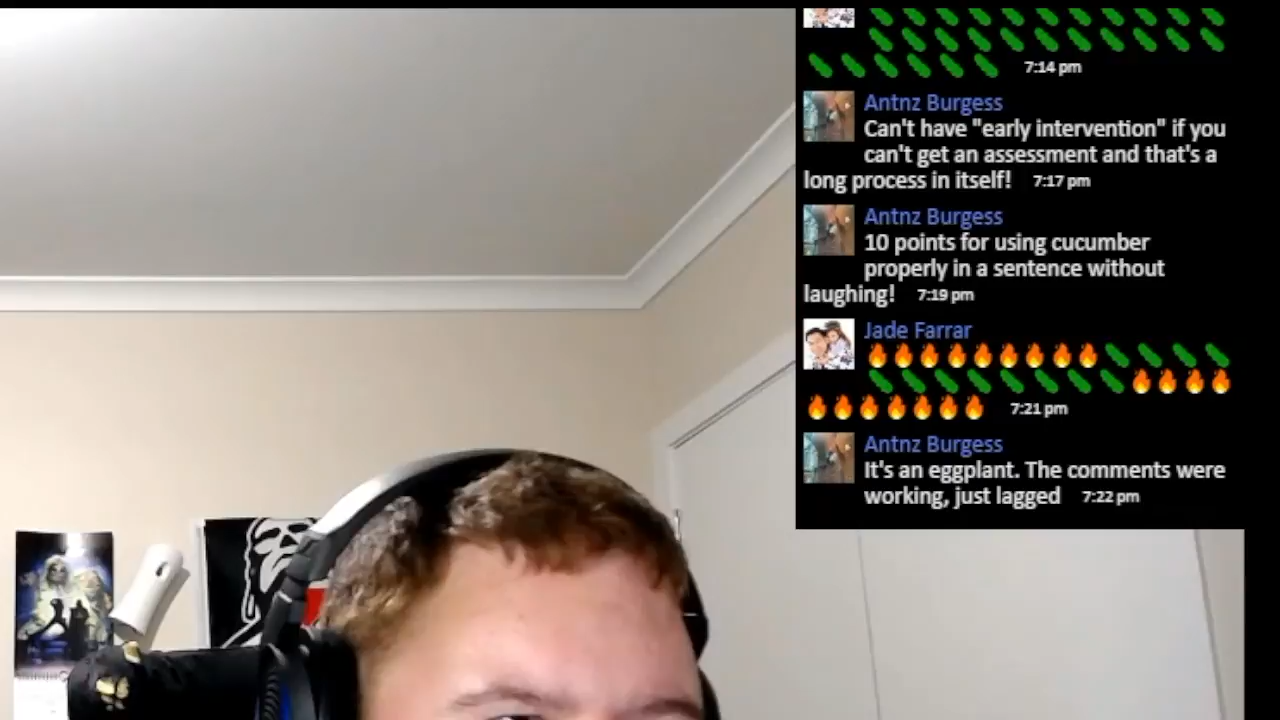 🥒🥒🥒🥒🥒🥒🥒🥒🥒🥒🥒
🥒🥒🥒🥒🥒🥒🥒🥒🥒🥒🥒
🥒🥒🥒🥒🥒🥒 7:14 pm
Antnz Burgess
Can't have "early intervention" if you
can't get an assessment and that's a
long process in itself! 7:17 pm
Antnz Burgess
10 points for using cucumber
properly in a sentence without
laughing! 7:19 pm
Jade Farrar
🔥🔥🔥🔥🔥🔥🔥🔥🔥🥒🥒🥒🥒
🥒🥒🥒🥒🥒🥒🥒🥒🔥🔥🔥🔥
🔥🔥🔥🔥🔥🔥🔥 7:21 pm
Antnz Burgess
It's an eggplant. The comments were
working, just lagged 7:22 pm